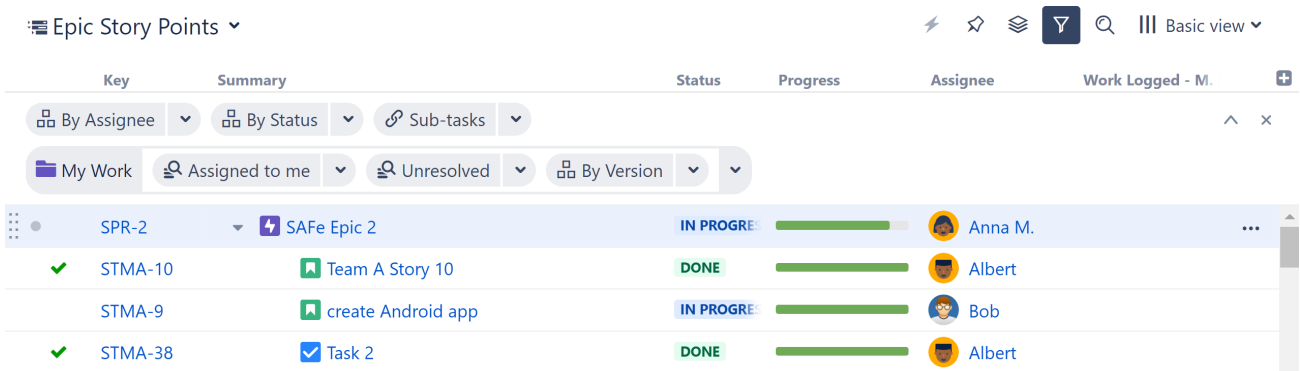 Epic Story Points Basic view
Key Summary Status Progress Assignee Work Logged - M.
By Assignee By Status Sub-tasks
My Work Assigned to me Unresolved By Version
SPR-2 SAFe Epic 2 IN PROGRES Anna M.
STMA-10 Team A Story 10 DONE Albert
STMA-9 create Android app IN PROGRES Bob
STMA-38 Task 2 DONE Albert